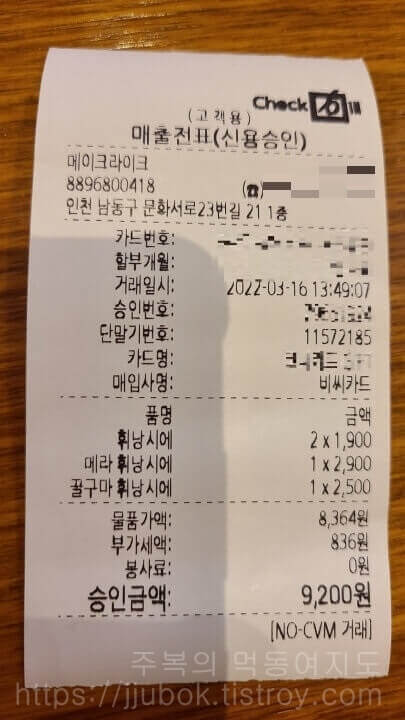 Check
(고객용)
매출전표(신용승인)
메이크라이크
8896800418 (☎)
인천 남동구 문화서로23번길 21 1층
카드번호:
할부개월:
거래일시: 2022-03-16 13:49:07
승인번호:
단말기번호: 11572185
카드명:
매입사명: 비씨카드
품명 금액
휘낭시에 2 x 1,900
메라 휘낭시에 1 x 2,900
꿀구마 휘낭시에 1 x 2,500
물품가액: 8,364원
부가세액: 836원
봉사료: 0원
승인금액: 9,200원
[NO-CVM 거래]
주복의 먹동여지도
https://jjubok.tistroy.com